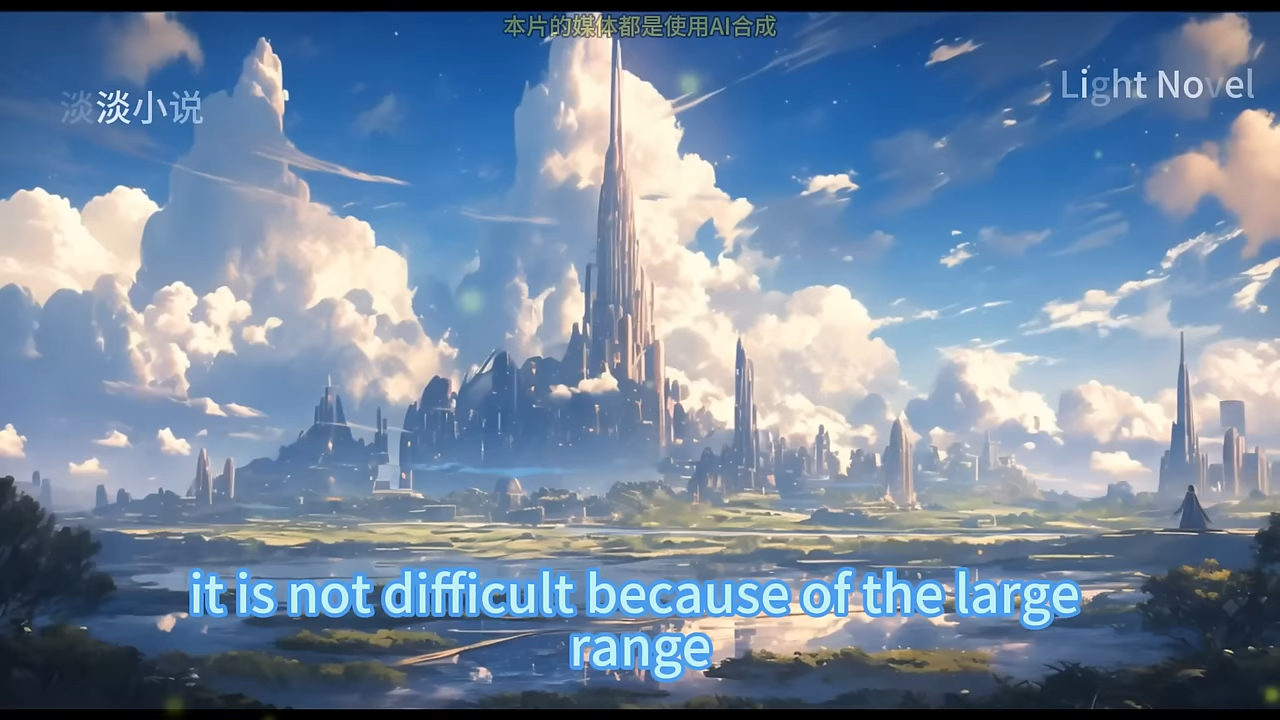 本片的媒体都是使用AI合成
淡淡小说
Light Novel
it is not difficult because of the large
range